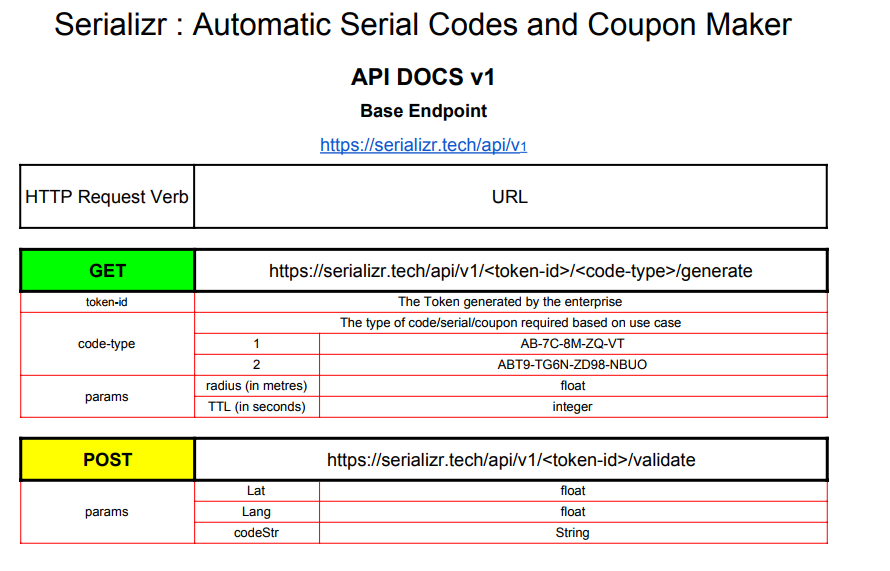 Serializr : Automatic Serial Codes and Coupon Maker
API DOCS v1
Base Endpoint
https://serializr.tech/api/v1
HTTP Request Verb URL
GET https://serializr.tech/api/v1/<token-id>/<code-type>/generate
token-id The Token generated by the enterprise
code-type The type of code/serial/coupon required based on use case
1 AB-7C-8M-ZQ-VT
2 ABT9-TG6N-ZD98-NBUO
params radius (in metres) float
TTL (in seconds) integer
POST https://serializr.tech/api/v1/<token-id>/validate
params Lat float
Lang float
codeStr String